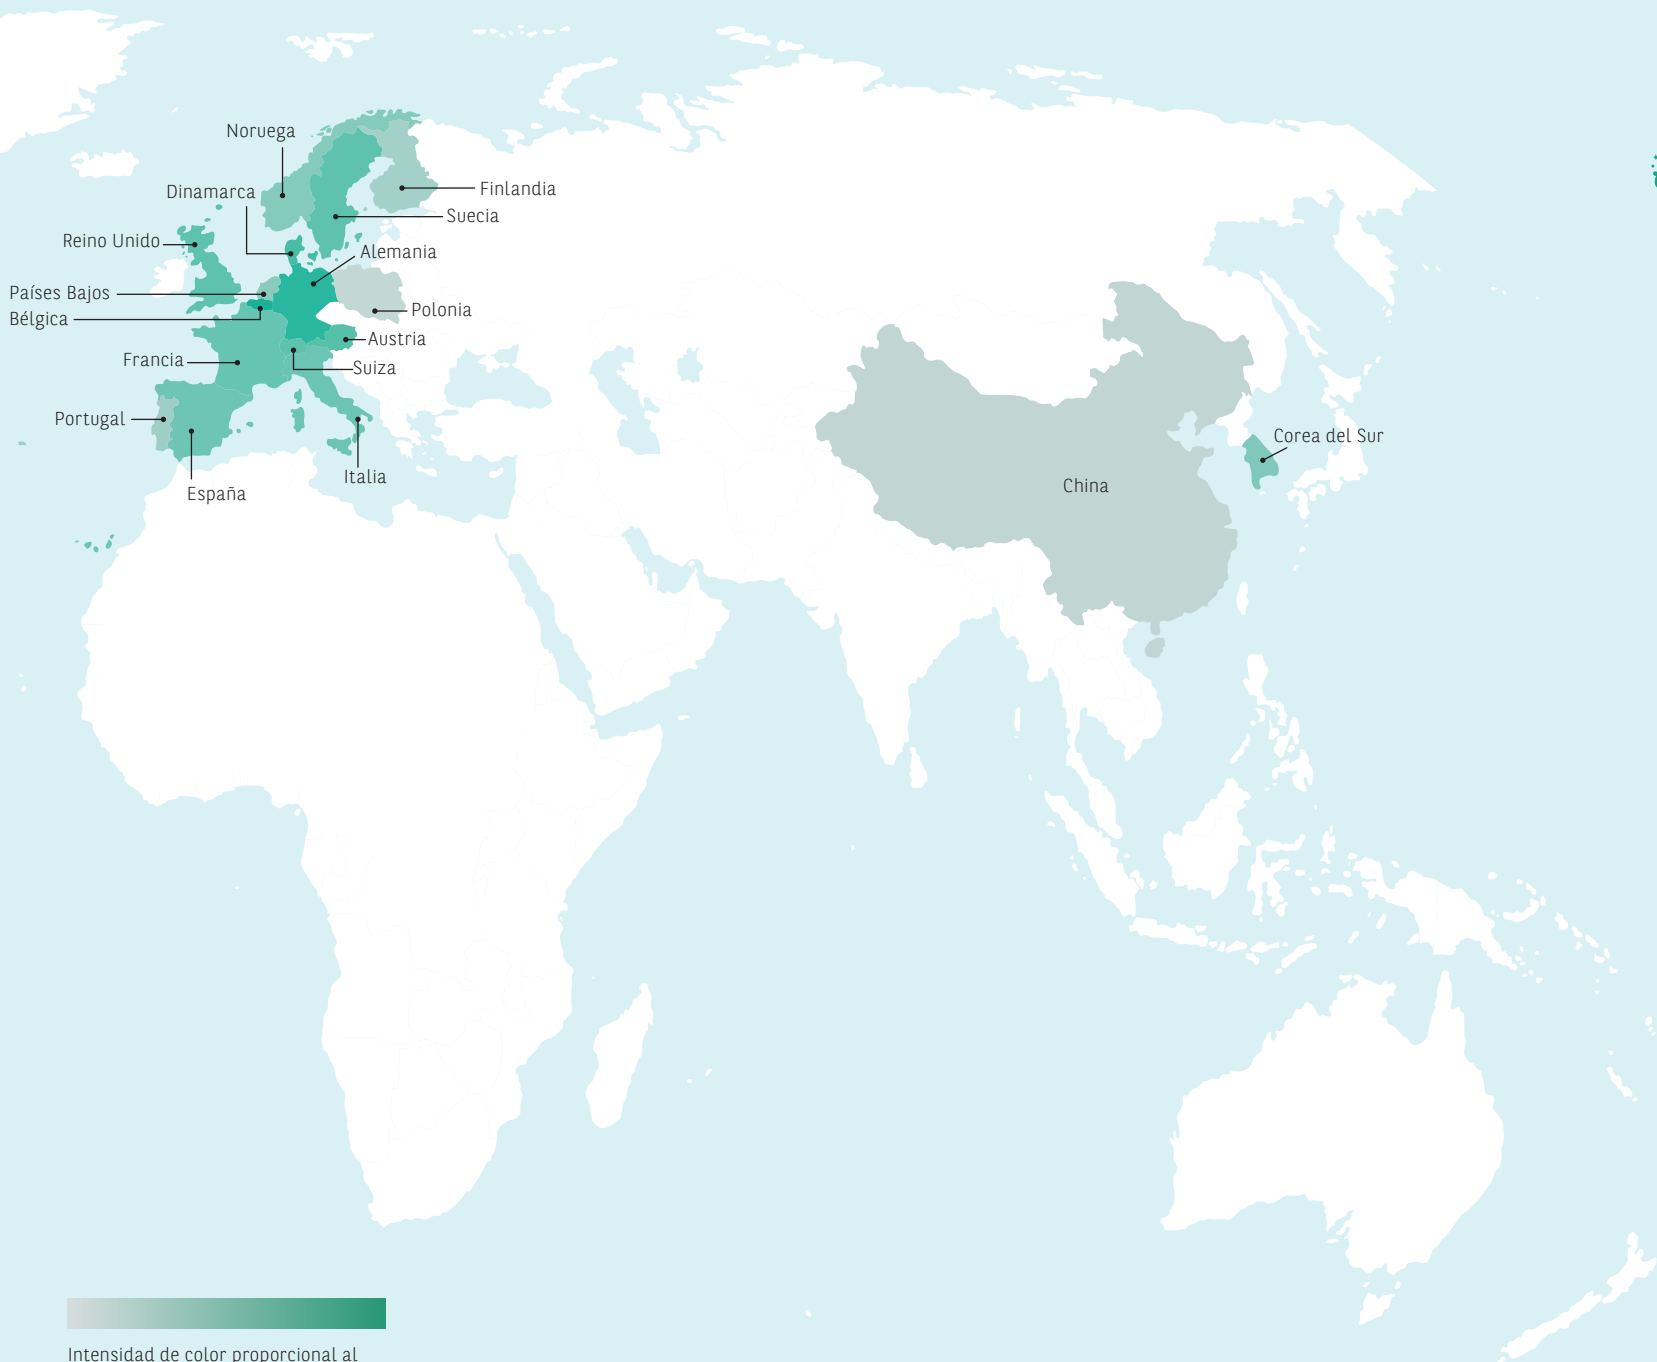 Noruega
Dinamarca
Finlandia
Suecia
Reino Unido
Alemania
Países Bajos
Polonia
Bélgica
Austria
Francia
Suiza
Portugal
Corea del Sur
Italia
China
España
Intensidad de color proporcional al